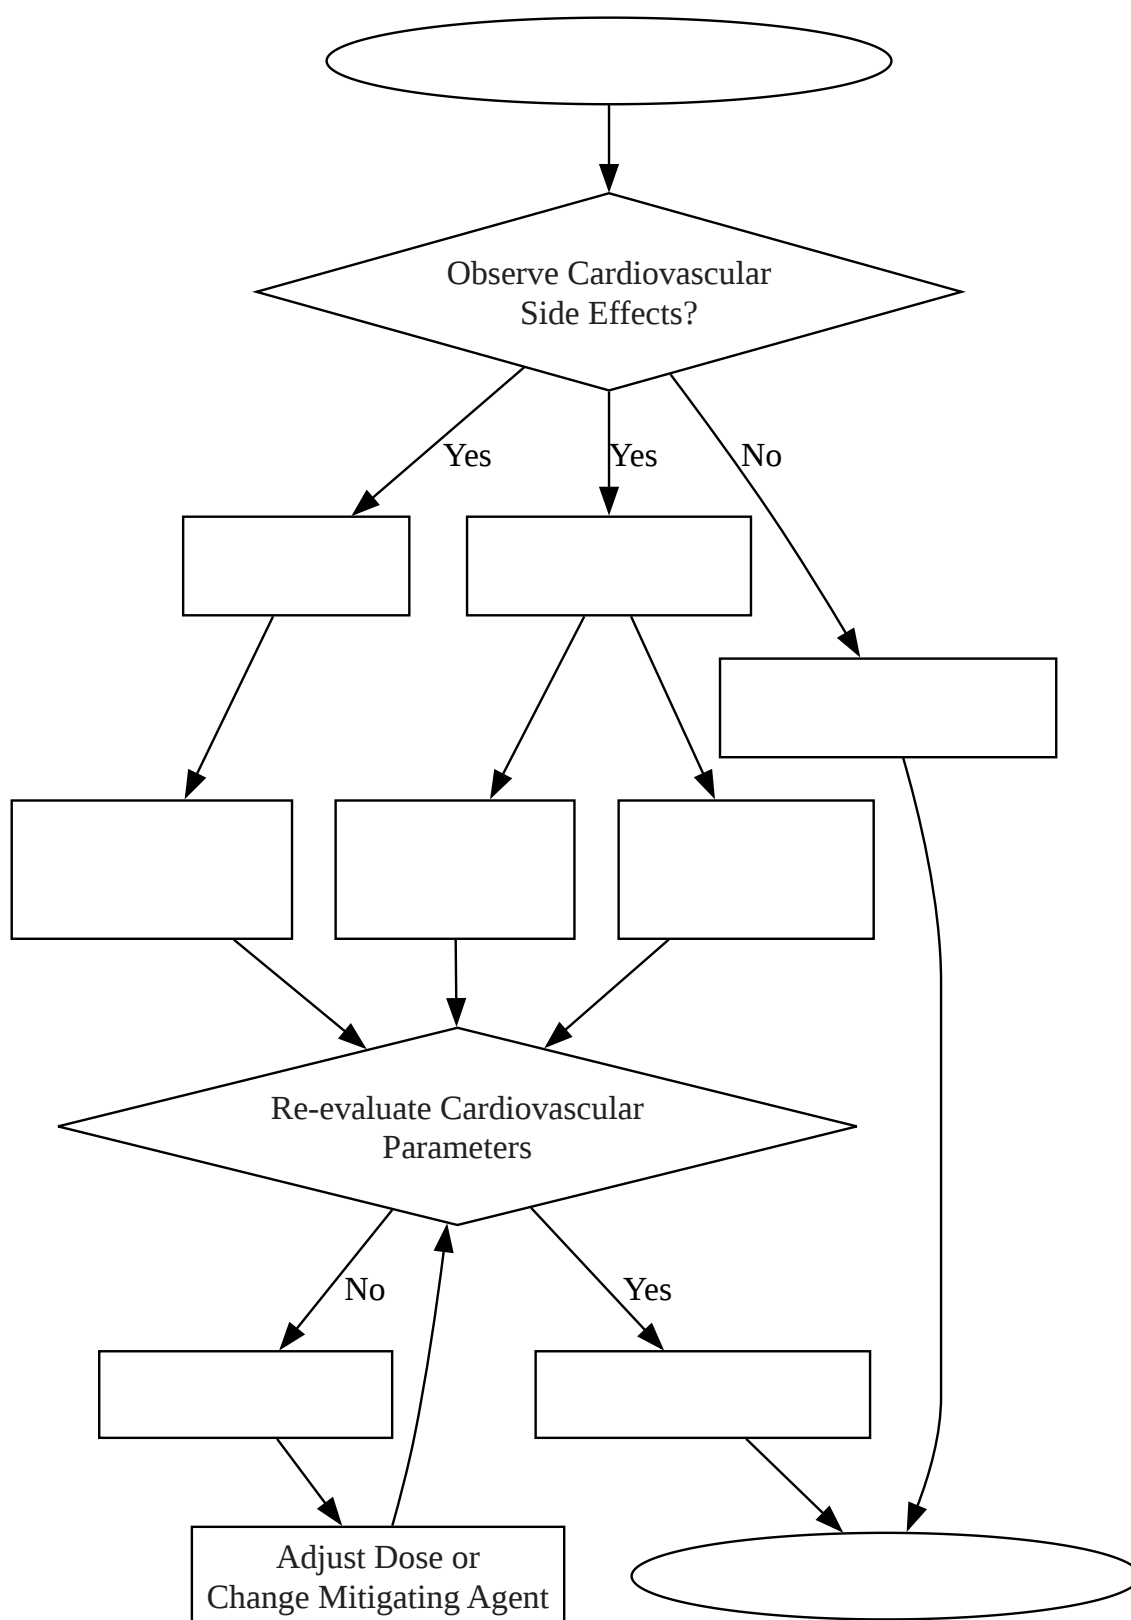 Observe Cardiovascular
Side Effects?
Yes
Yes
No
Re-evaluate Cardiovascular
Parameters
No
Yes
Adjust Dose or
Change Mitigating Agent